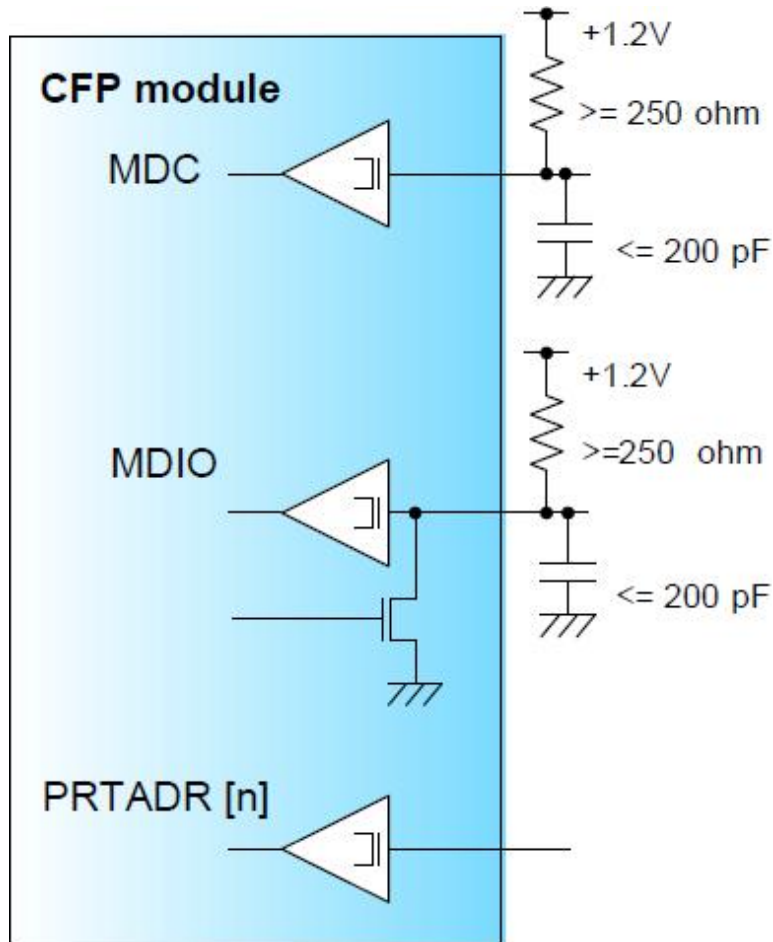 +1.2V
CFP module
>= 250 ohm
MDC
<= 200 pF
+1.2V
MDIO
>=250 ohm
<= 200 pF
PRTADR [n]